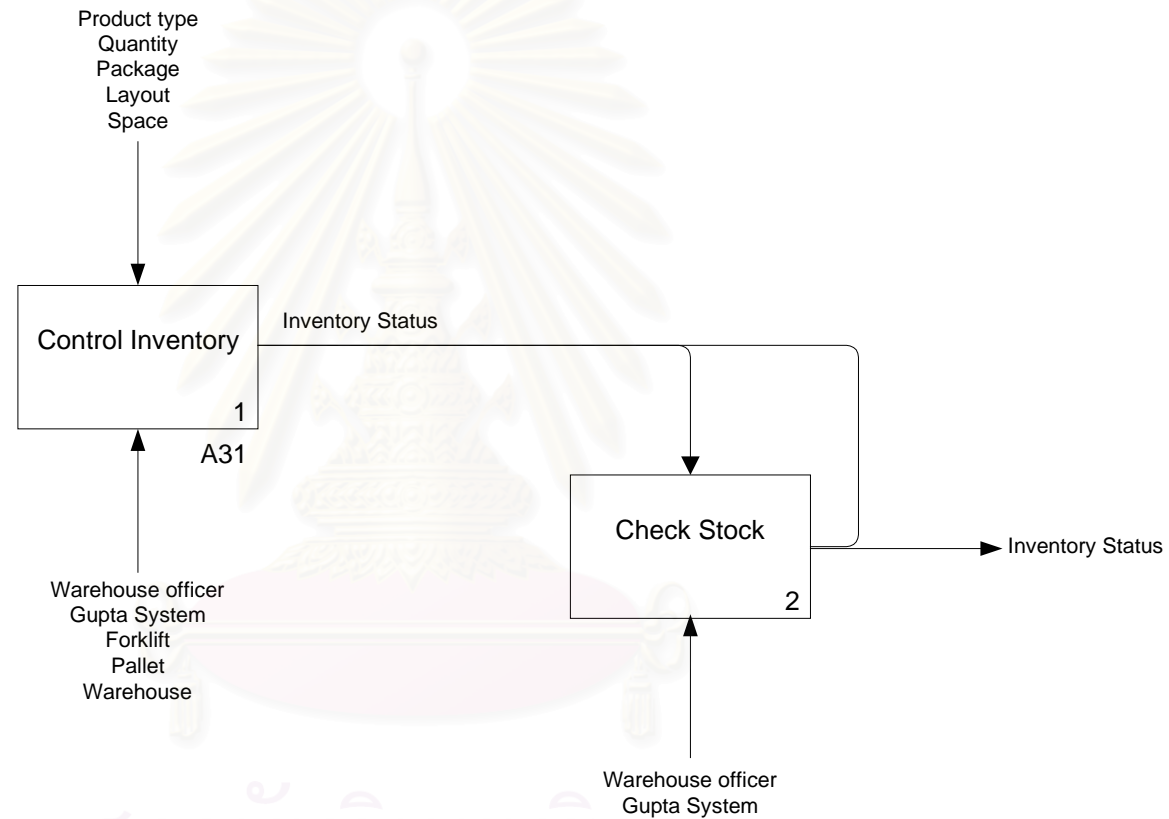 Product type
Quantity
Package
Layout
Space
Control Inventory
1
A31
Inventory Status
Warehouse officer
Gupta System
Forklift
Pallet
Warehouse
Check Stock
2
Inventory Status
Warehouse officer
Gupta System